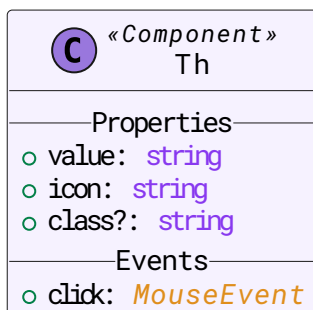 C «Component»
Th
Properties
value: string
icon: string
class?: string
Events
click: MouseEvent